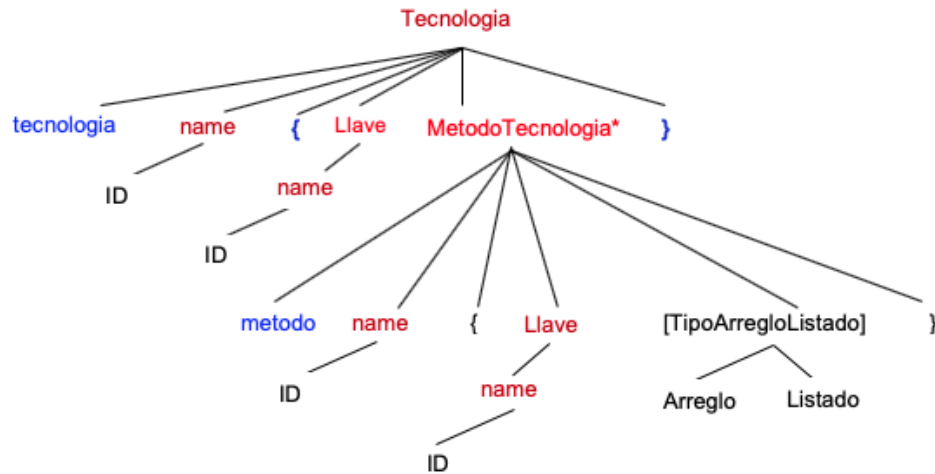 Tecnologia
tecnologia name { Llave MetodoTecnologia* }
ID name
ID
metodo name { Llave [TipoArregloListado] }
ID name Arreglo Listado
ID